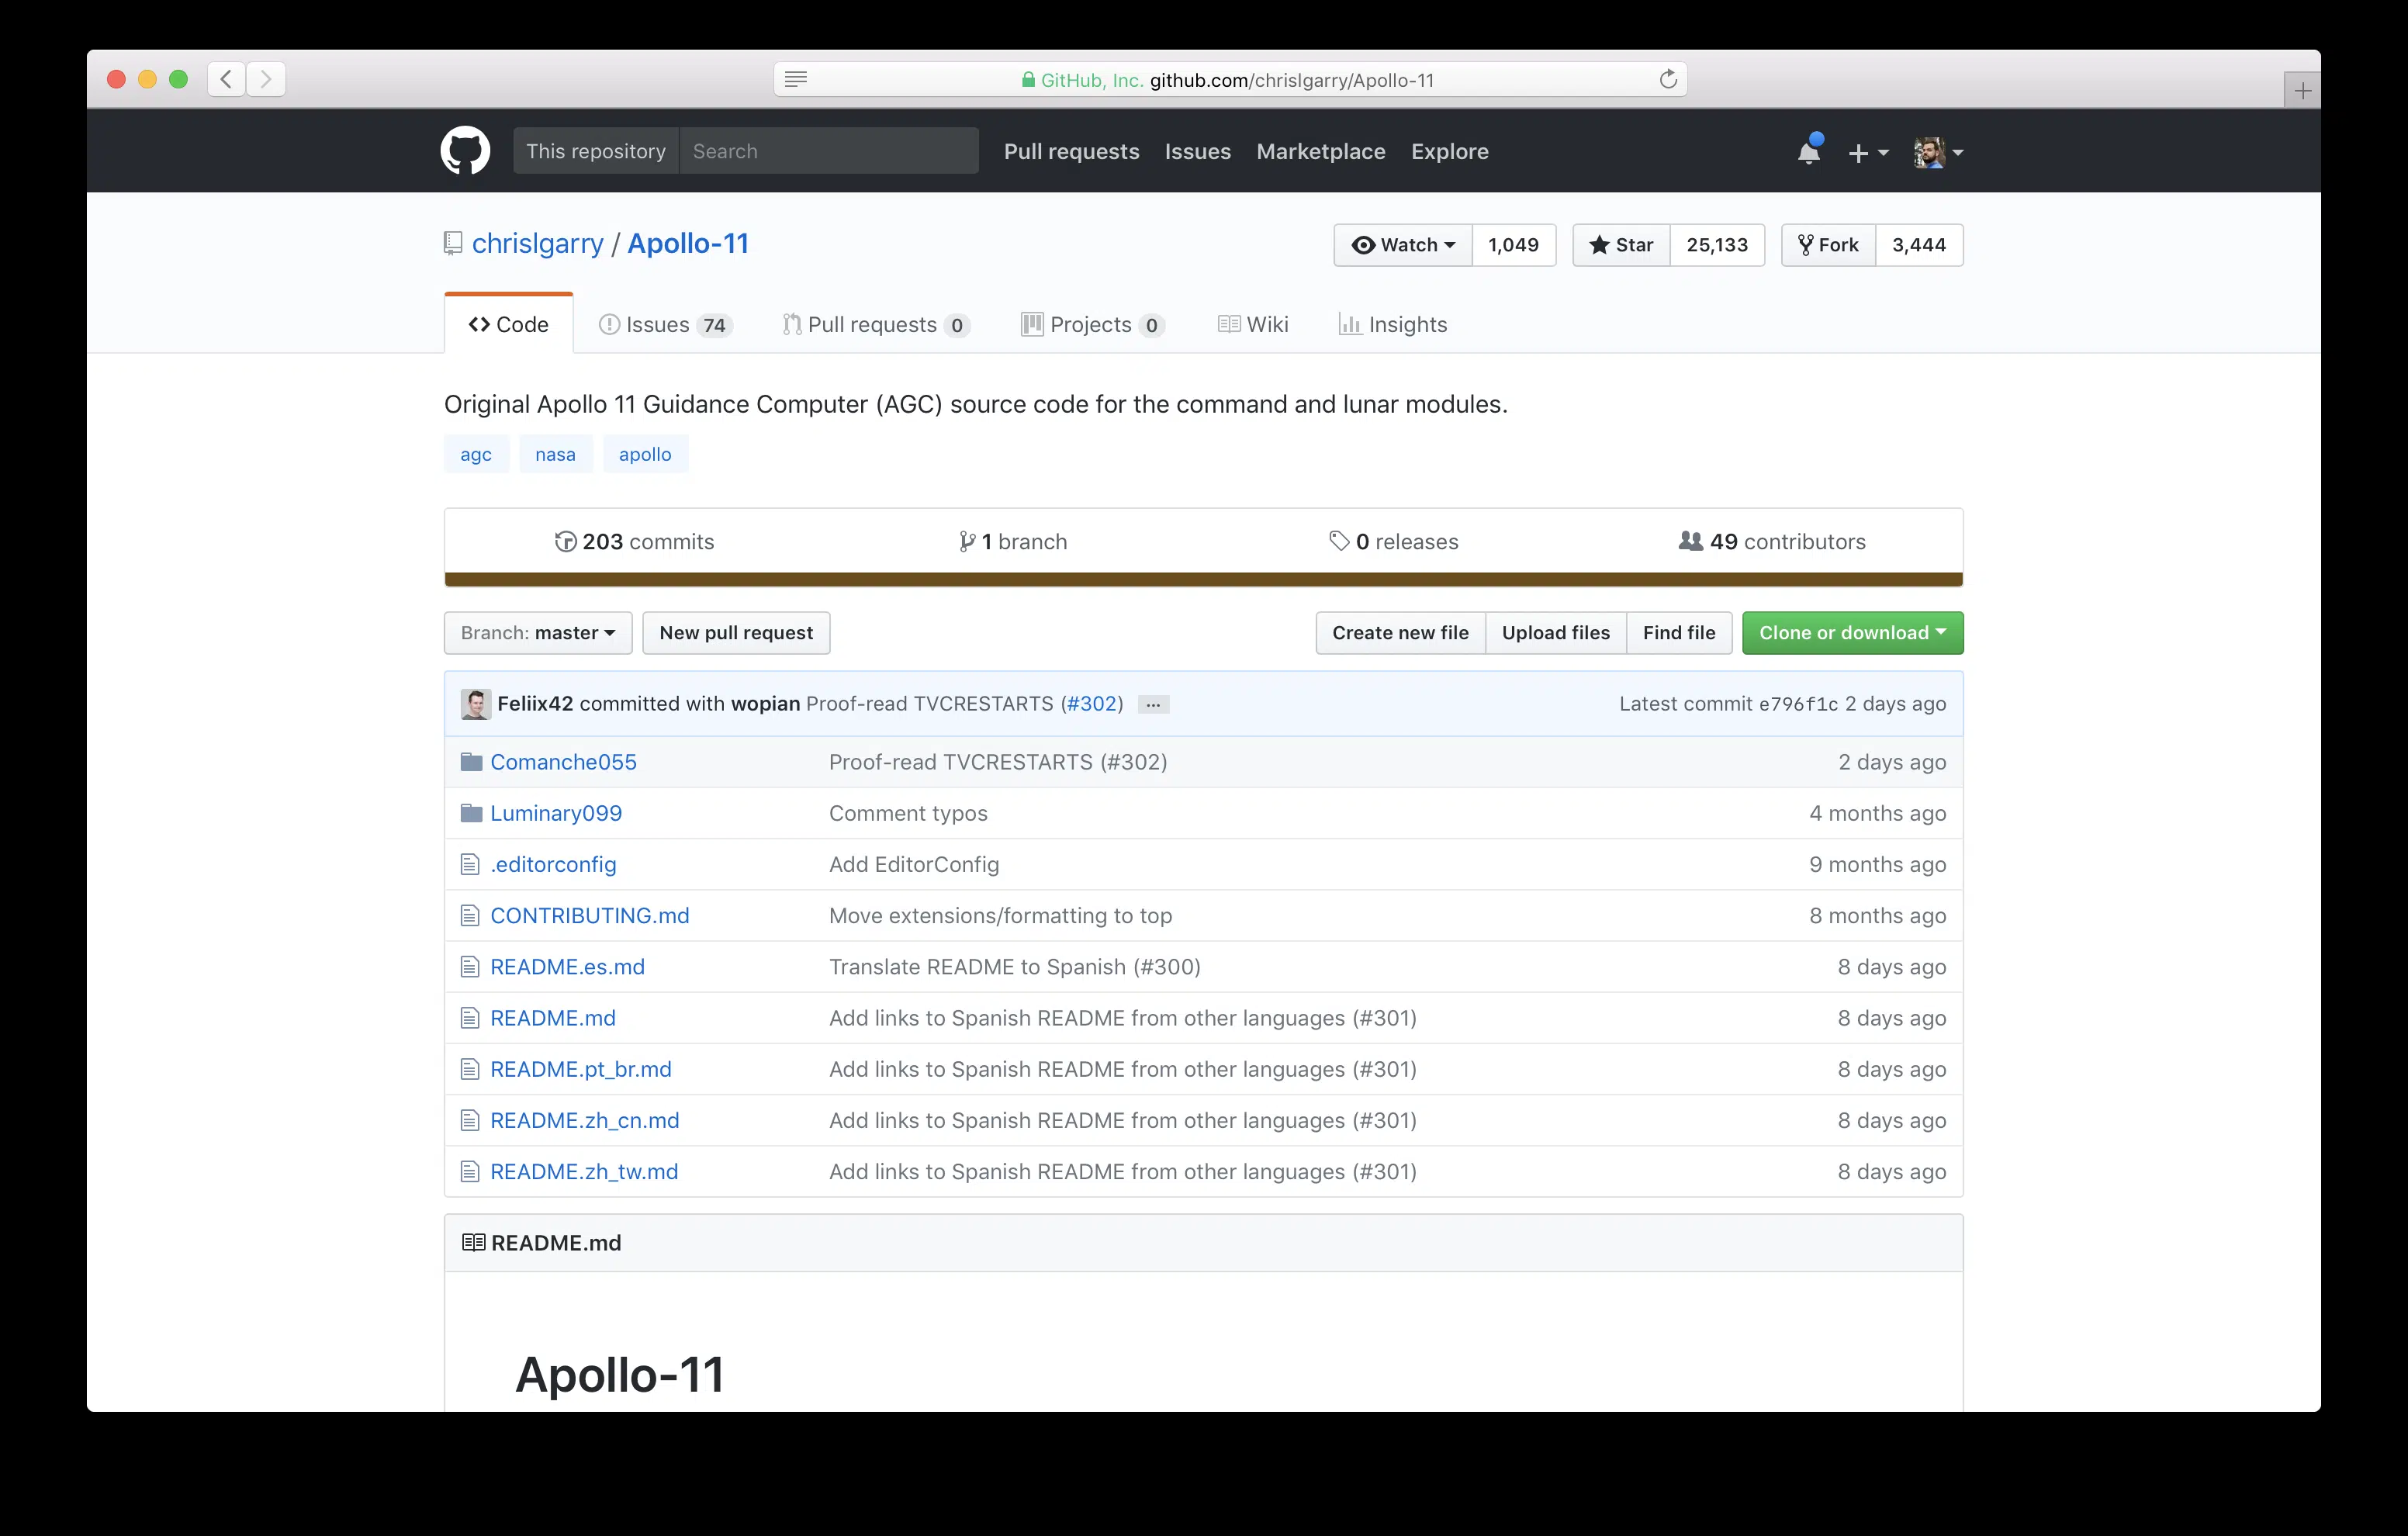 GitHub, Inc. github.com/chrislgarry/Apollo-11
This repository Search Pull requests Issues Marketplace Explore
chrislgarry / Apollo-11
Watch 1,049 Star 25,133 Fork 3,444
Code Issues 74 Pull requests 0 Projects 0 Wiki Insights
Original Apollo 11 Guidance Computer (AGC) source code for the command and lunar modules.
agc nasa apollo
203 commits 1 branch 0 releases 49 contributors
Branch: master New pull request Create new file Upload files Find file Clone or download
Feliix42 committed with wopian Proof-read TVCRESTARTS (#302) … Latest commit e796f1c 2 days ago
Comanche055 Proof-read TVCRESTARTS (#302) 2 days ago
Luminary099 Comment typos 4 months ago
.editorconfig Add EditorConfig 9 months ago
CONTRIBUTING.md Move extensions/formatting to top 8 months ago
README.es.md Translate README to Spanish (#300) 8 days ago
README.md Add links to Spanish README from other languages (#301) 8 days ago
README.pt_br.md Add links to Spanish README from other languages (#301) 8 days ago
README.zh_cn.md Add links to Spanish README from other languages (#301) 8 days ago
README.zh_tw.md Add links to Spanish README from other languages (#301) 8 days ago
README.md
Apollo-11